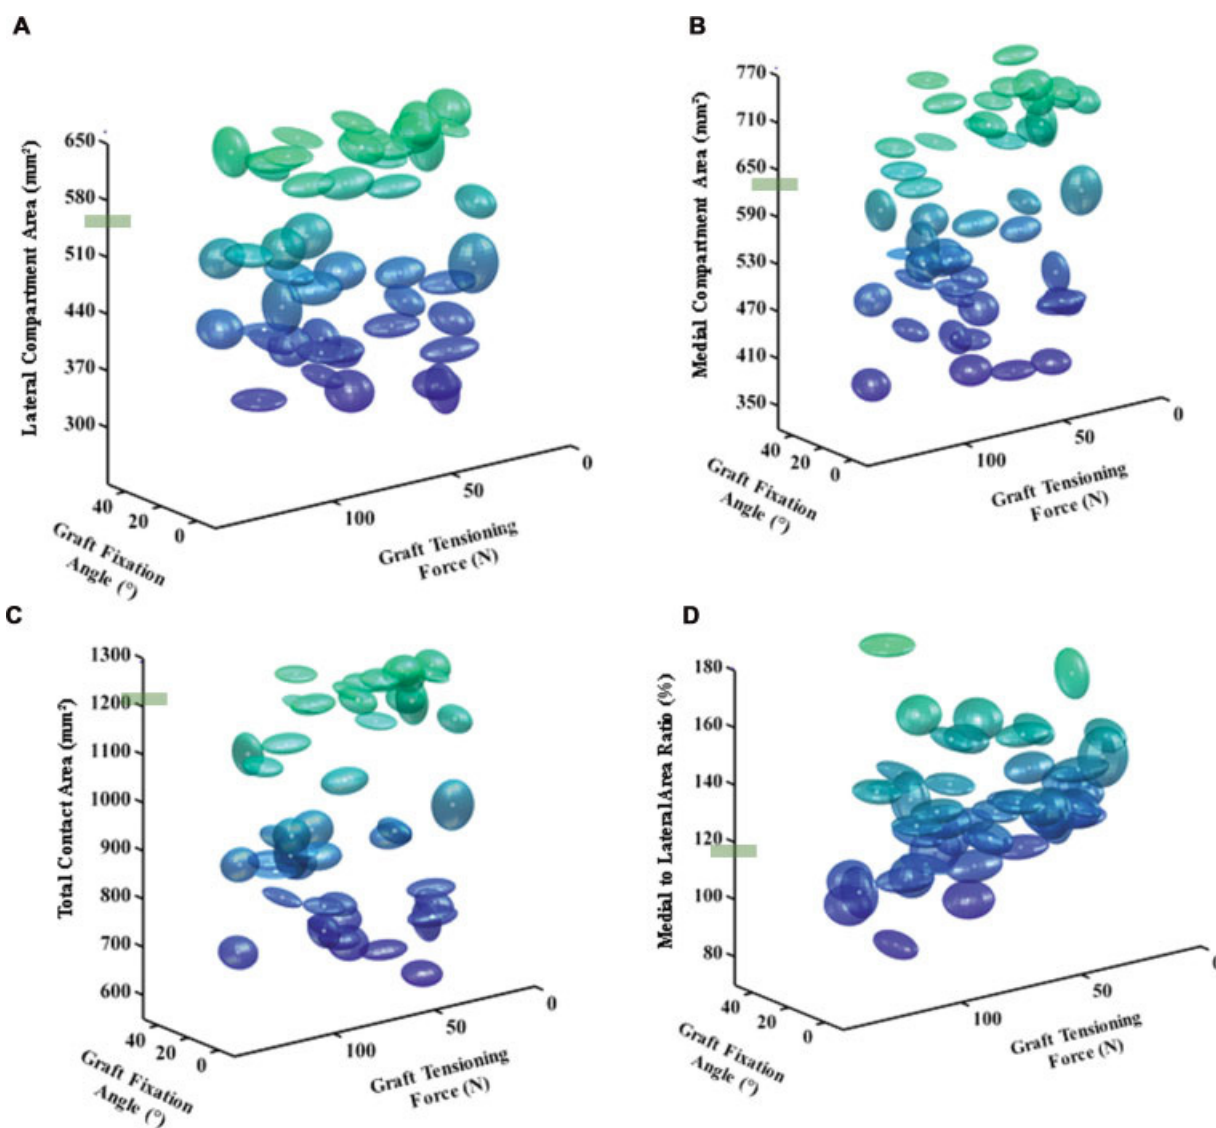 A
Lateral Compartment Area (mm²)
650
580
510
440
370
300
40
20
0
Graft Fixation
Angle (°)
100
50
0
Graft Tensioning
Force (N)
B
Medial Compartment Area (mm²)
770
710
650
590
530
470
410
350
40
20
0
Graft Fixation
Angle (°)
100
50
0
Graft Tensioning
Force (N)
C
Total Contact Area (mm²)
1300
1200
1100
1000
900
800
700
600
40
20
0
Graft Fixation
Angle (°)
100
50
0
Graft Tensioning
Force (N)
D
Medial to Lateral Area Ratio (%)
180
160
140
120
100
80
40
20
0
Graft Fixation
Angle (°)
100
50
0
Graft Tensioning
Force (N)